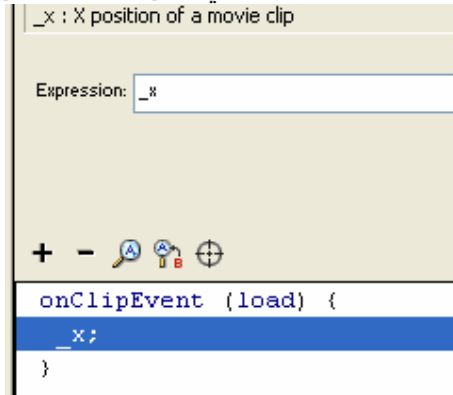 _x : X position of a movie clip
Expression: _x
onClipEvent (load) {
_x;
}